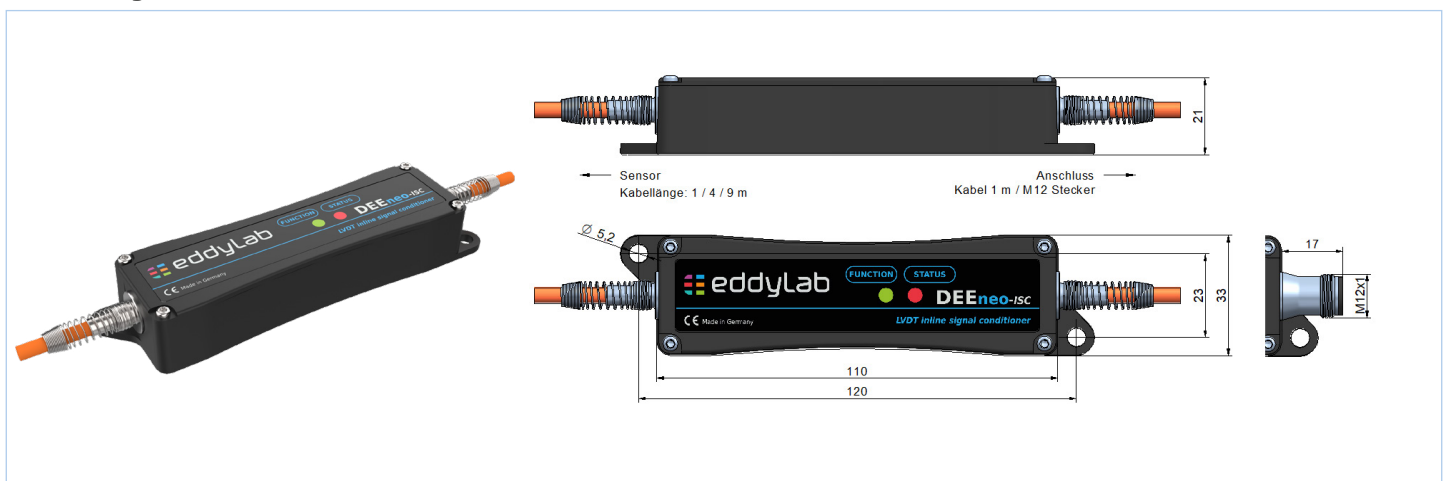 eddylab
FUNCTION
STATUS
DEEneo-ISC
LVDT inline signal conditioner
CE Made in Germany
21
Sensor
Kabellänge: 1 / 4 / 9 m
Anschluss
Kabel 1 m / M12 Stecker
Ø 5,2
eddylab
FUNCTION
STATUS
DEEneo-ISC
CE Made in Germany
LVDT inline signal conditioner
23
33
110
120
17
M12x1